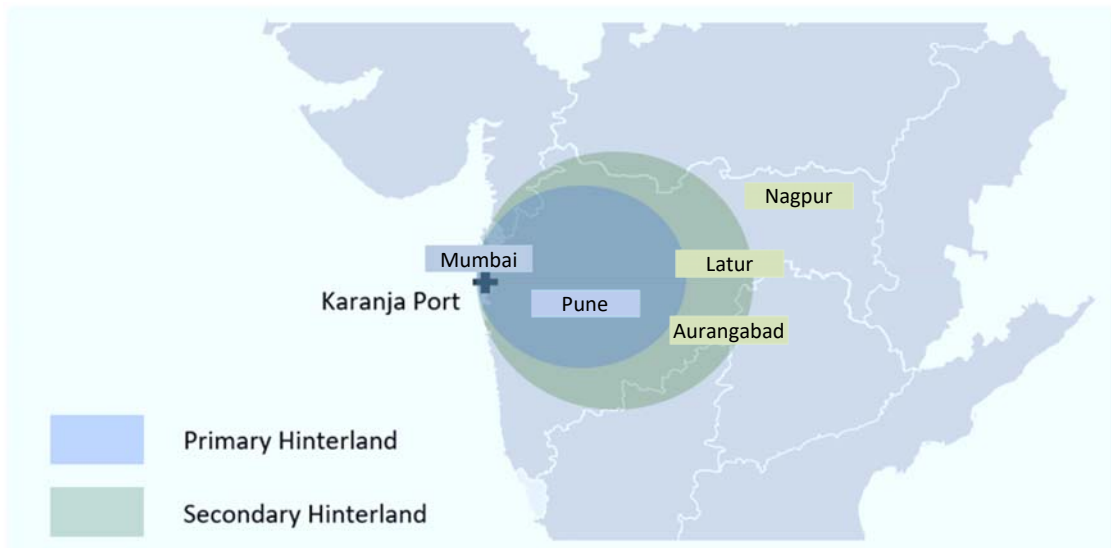 Nagpur
Mumbai
Latur
Karanja Port
Pune
Aurangabad
Primary Hinterland
Secondary Hinterland